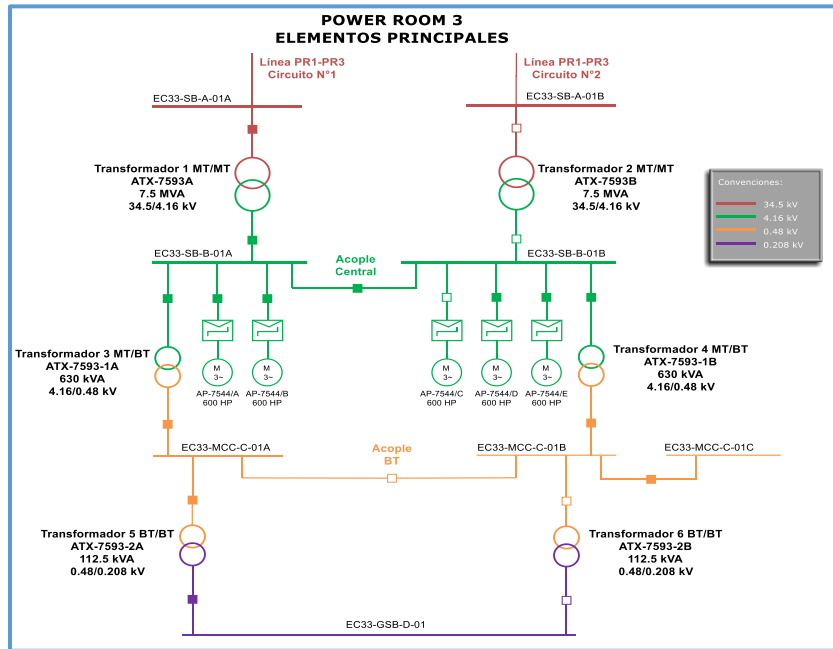 POWER ROOM 3
ELEMENTOS PRINCIPALES
Línea PR1-PR3
Circuito N°1
Línea PR1-PR3
Circuito N°2
EC33-SB-A-01A
EC33-SB-A-01B
Transformador 1 MT/MT
ATX-7593A
7.5 MVA
34.5/4.16 kV
Transformador 2 MT/MT
ATX-7593B
7.5 MVA
34.5/4.16 kV
Convenciones:
34.5 kV
4.16 kV
0.48 kV
0.208 kV
EC33-SB-B-01A
Acople
Central
EC33-SB-B-01B
Transformador 3 MT/BT
ATX-7593-1A
630 kVA
4.16/0.48 kV
M
3~
AP-7544/A
600 HP
M
3~
AP-7544/B
600 HP
M
3~
AP-7544/C
600 HP
M
3~
AP-7544/D
600 HP
M
3~
AP-7544/E
600 HP
Transformador 4 MT/BT
ATX-7593-1B
630 kVA
4.16/0.48 kV
EC33-MCC-C-01A
Acople
BT
EC33-MCC-C-01B
EC33-MCC-C-01C
Transformador 5 BT/BT
ATX-7593-2A
112.5 kVA
0.48/0.208 kV
Transformador 6 BT/BT
ATX-7593-2B
112.5 kVA
0.48/0.208 kV
EC33-GSB-D-01